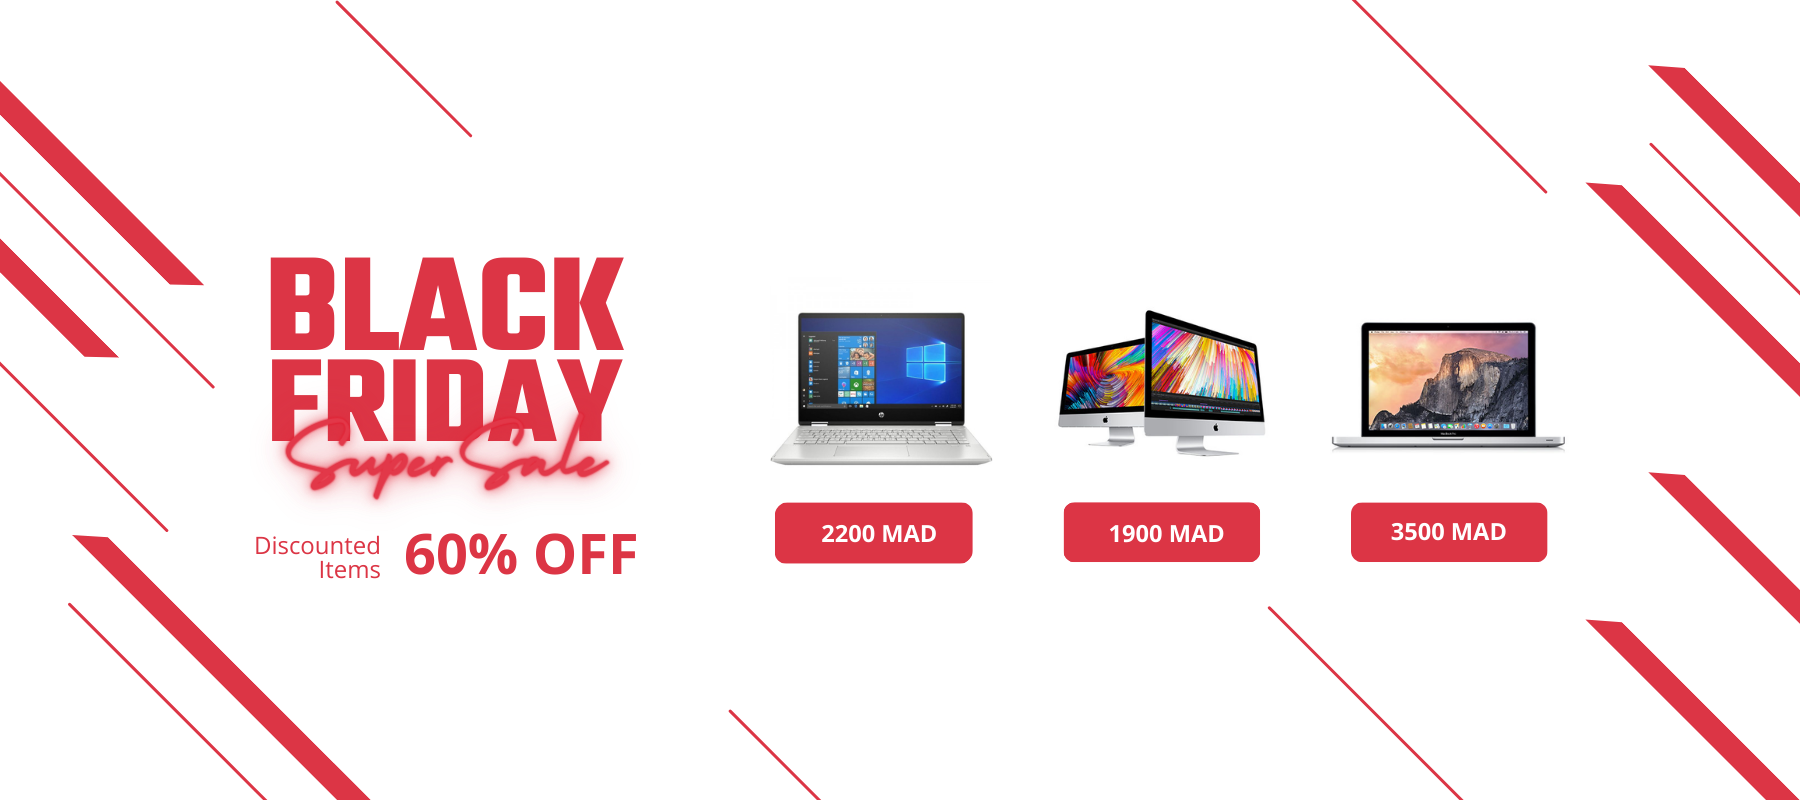 BLACK
FRIDAY
Super Sale
Discounted
Items
60% OFF
2200 MAD
1900 MAD
3500 MAD